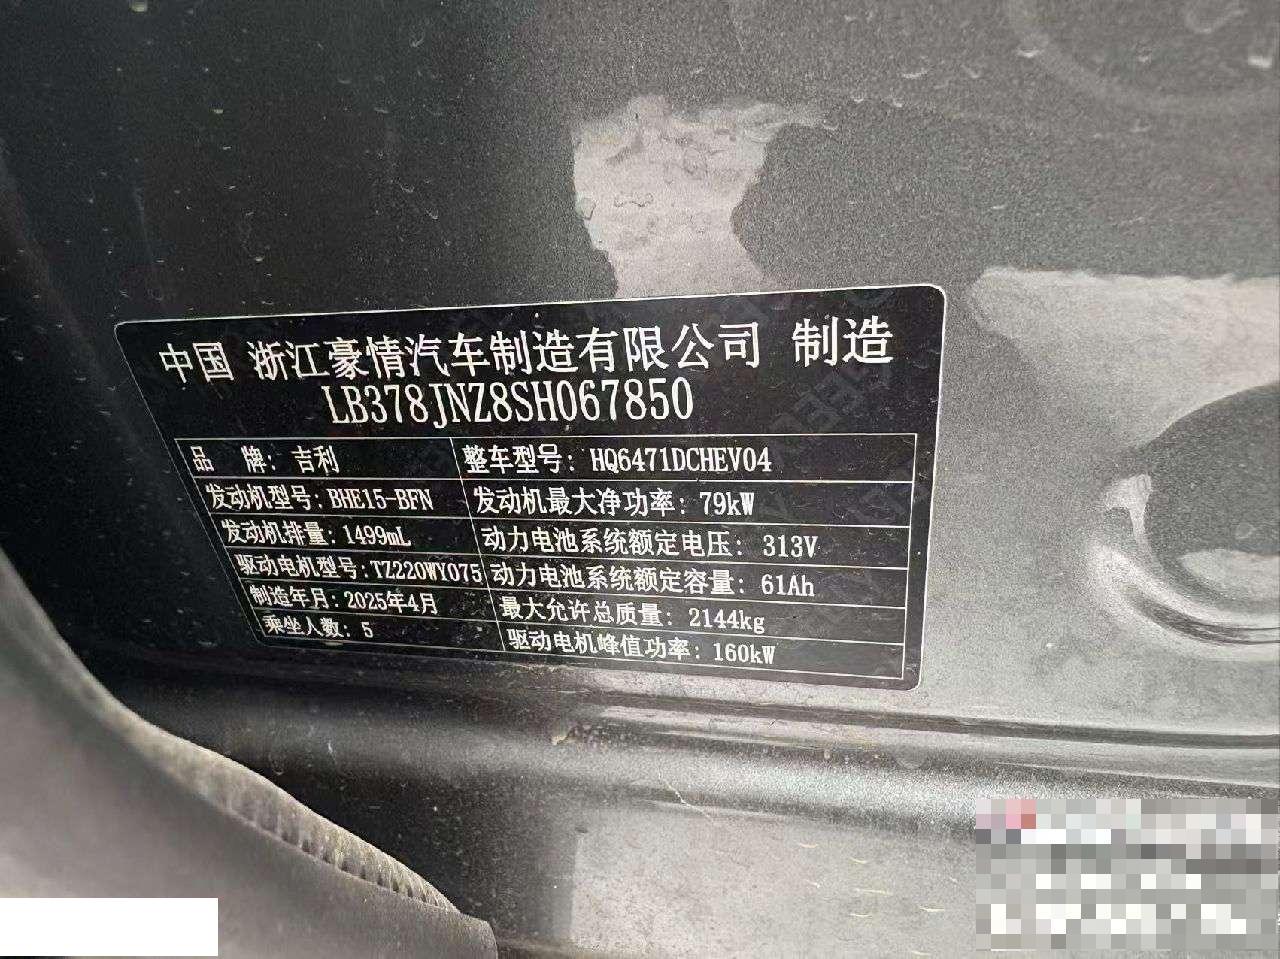 中国 浙江豪情汽车制造有限公司 制造
LB378JNZ8SH067850
品 牌: 吉利 整车型号: HQ6471DCHEV04
发动机型号: BHE15-BFN 发动机最大净功率: 79kW
发动机排量: 1499mL 动力电池系统额定电压: 313V
驱动电机型号: TZ220WY075 动力电池系统额定容量: 61Ah
制造年月: 2025年4月 最大允许总质量: 2144kg
乘坐人数: 5 驱动电机峰值功率: 160kW